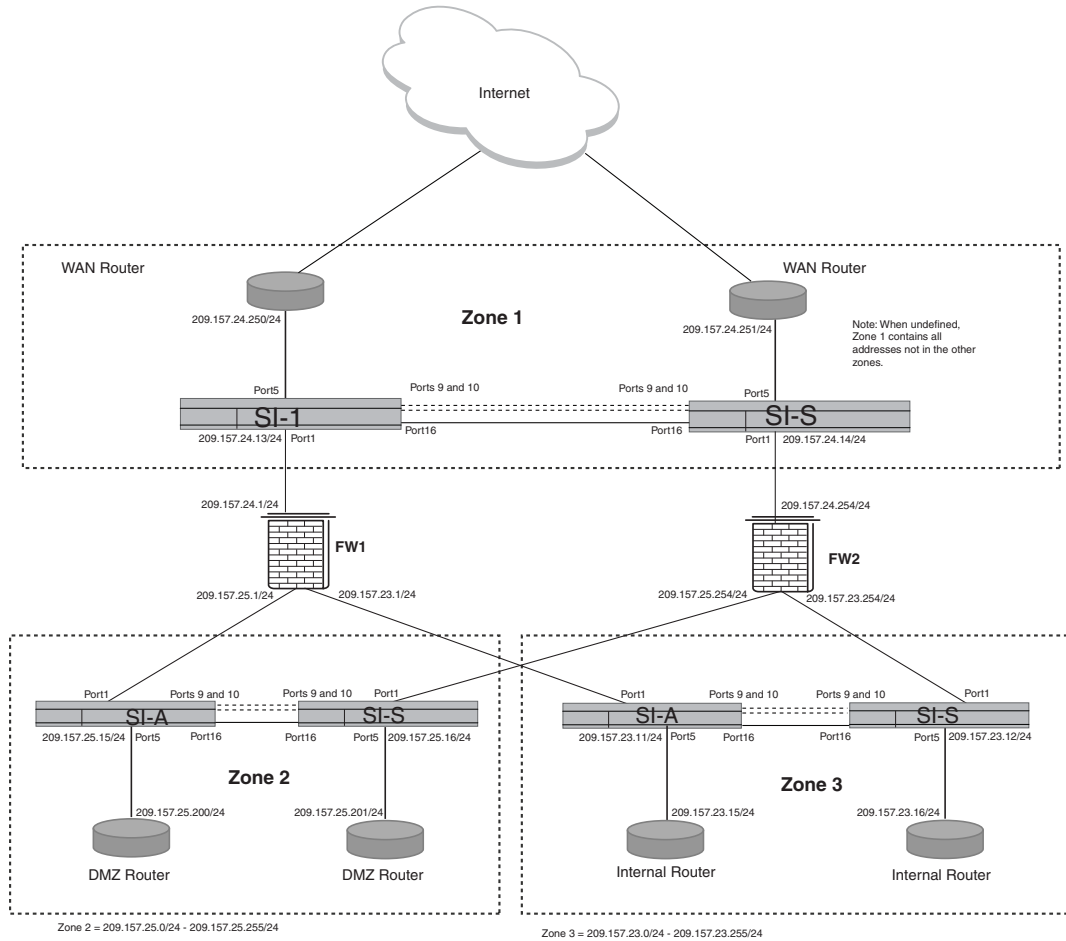 Internet
WAN Router
WAN Router
209.157.24.250/24
Zone 1
209.157.24.251/24
Note: When undefined,
Zone 1 contains all
addresses not in the other
zones.
Port5
Ports 9 and 10
Ports 9 and 10
Port5
SI-1
SI-S
209.157.24.13/24
Port1
Port16
Port16
Port1
209.157.24.14/24
209.157.24.1/24
209.157.24.254/24
FW1
FW2
209.157.25.1/24
209.157.23.1/24
209.157.25.254/24
209.157.23.254/24
Port1
Ports 9 and 10
Ports 9 and 10
Port1
SI-A
SI-S
209.157.25.15/24
Port5
Port16
Port16
Port5
209.157.25.16/24
Zone 2
209.157.25.200/24
209.157.25.201/24
DMZ Router
DMZ Router
Port1
Ports 9 and 10
Ports 9 and 10
Port1
SI-A
SI-S
209.157.23.11/24
Port5
Port16
Port16
Port5
209.157.23.12/24
Zone 3
209.157.23.15/24
209.157.23.16/24
Internal Router
Internal Router
Zone 2 = 209.157.25.0/24 - 209.157.25.255/24
Zone 3 = 209.157.23.0/24 - 209.157.23.255/24